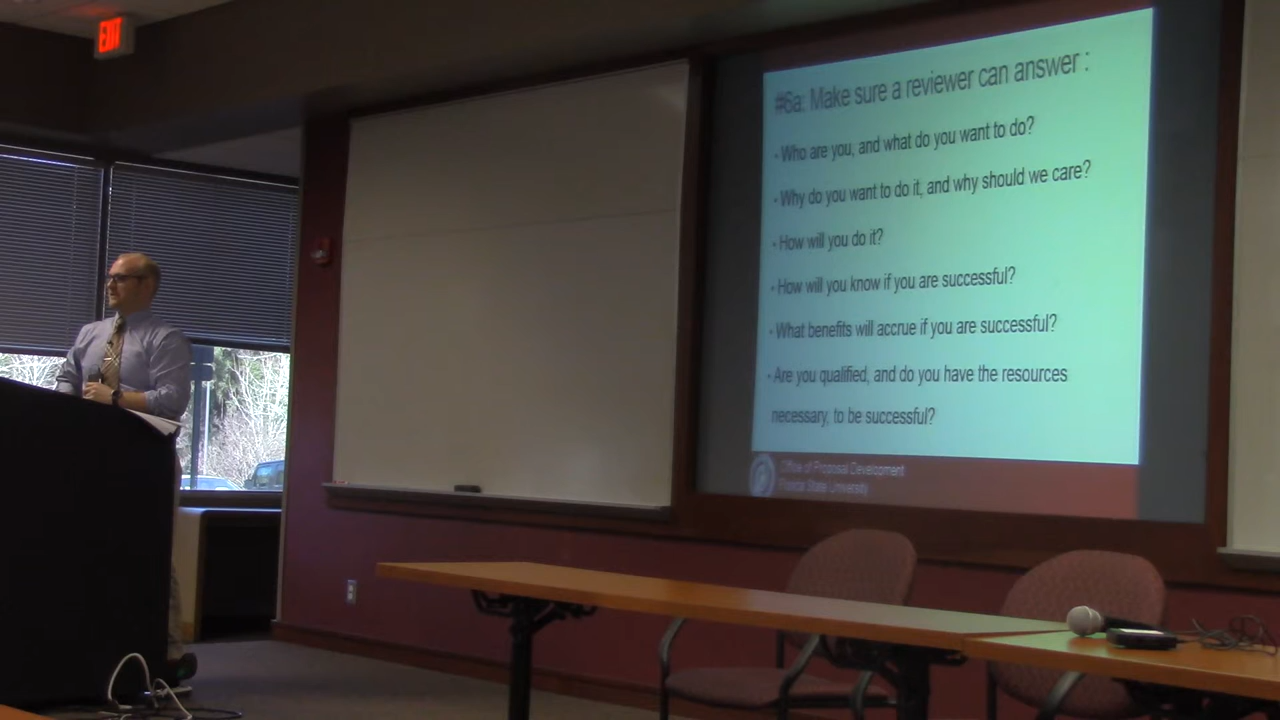 EXIT
#6a: Make sure a reviewer can answer :
• Who are you, and what do you want to do?
• Why do you want to do it, and why should we care?
• How will you do it?
• How will you know if you are successful?
• What benefits will accrue if you are successful?
• Are you qualified, and do you have the resources
necessary, to be successful?
Office of Proposal Development
Florida State University